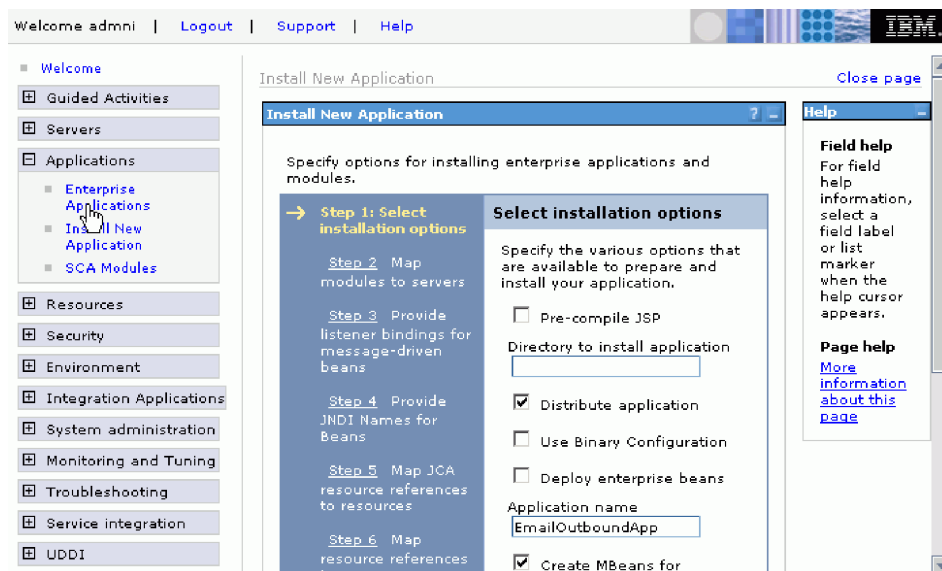 Welcome admni | Logout | Support | Help
IBM.
Welcome
Guided Activities
Servers
Applications
Enterprise
Applications
Install New
Application
SCA Modules
Resources
Security
Environment
Integration Applications
System administration
Monitoring and Tuning
Troubleshooting
Service integration
UDDI
Install New Application
Close page
Install New Application ? –
Specify options for installing enterprise applications and
modules.
Step 1: Select
installation options
Step 2 Map
modules to servers
Step 3 Provide
listener bindings for
message-driven
beans
Step 4 Provide
JNDI Names for
Beans
Step 5 Map JCA
resource references
to resources
Step 6 Map
resource references
Select installation options
Specify the various options that
are available to prepare and
install your application.
Pre-compile JSP
Directory to install application
Distribute application
Use Binary Configuration
Deploy enterprise beans
Application name
EmailOutboundApp
Create MBeans for
Help –
Field help
For field
help
information,
select a
field label
or list
marker
when the
help cursor
appears.
Page help
More
information
about this
page